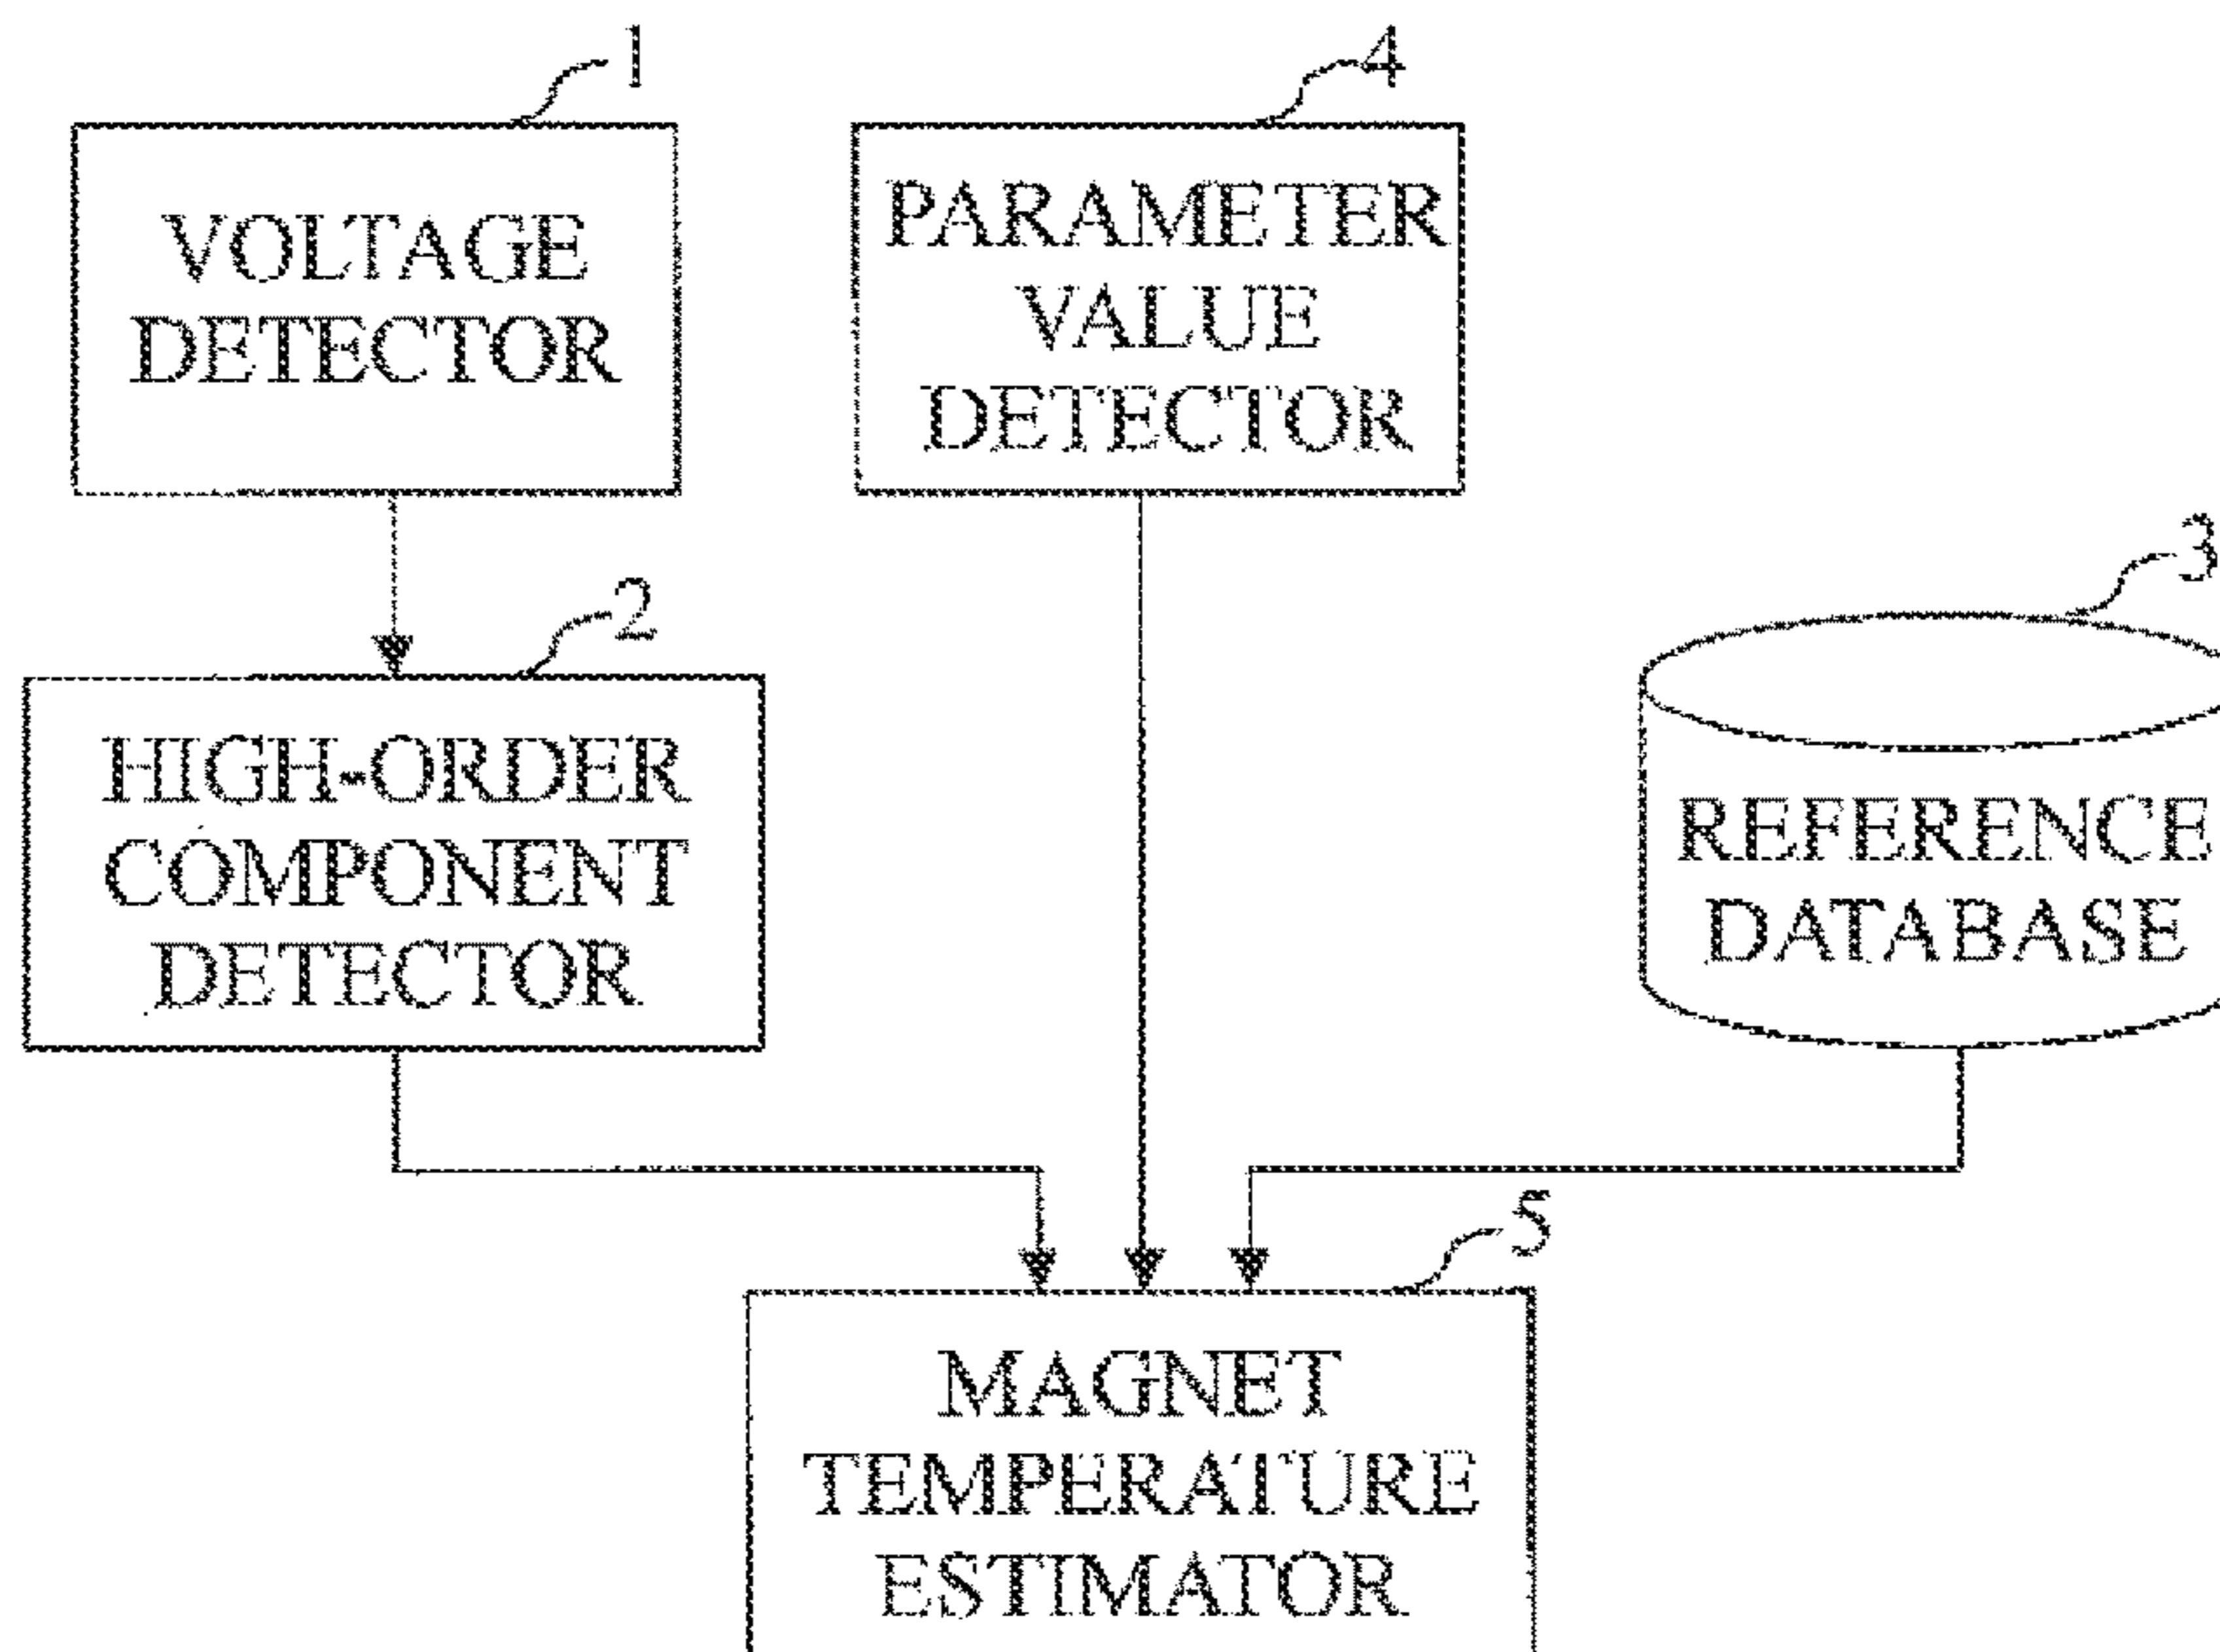 1
VOLTAGE
DETECTOR
4
PARAMETER
VALUE
DETECTOR
2
HIGH-ORDER
COMPONENT
DETECTOR
3
REFERENCE
DATABASE
5
MAGNET
TEMPERATURE
ESTIMATOR